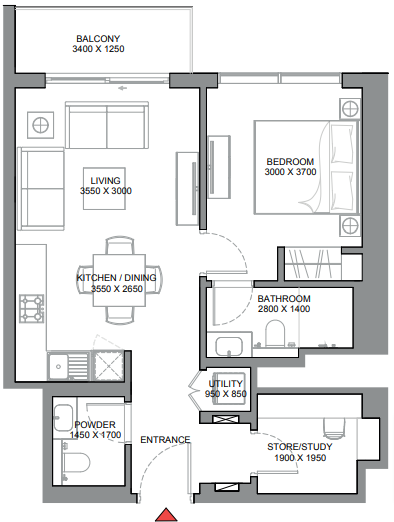 BALCONY
3400 X 1250
LIVING
3550 X 3000
BEDROOM
3000 X 3700
KITCHEN / DINING
3550 X 2650
BATHROOM
2800 X 1400
UTILITY
950 X 850
POWDER
1450 X 1700
ENTRANCE
STORE/STUDY
1900 X 1950